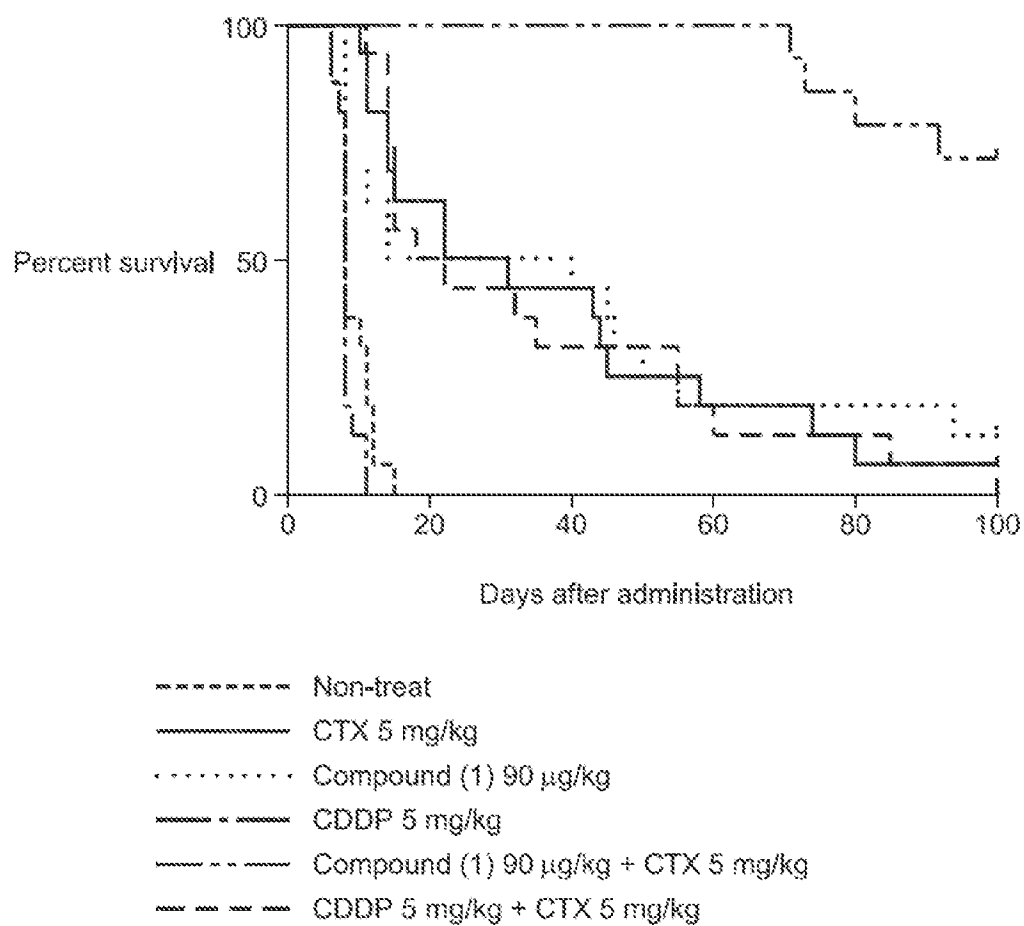 100
Percent survival 50
0
0 20 40 60 80 100
Days after administration
Non-treat
CTX 5 mg/kg
Compound (1) 90 µg/kg
CDDP 5 mg/kg
Compound (1) 90 µg/kg + CTX 5 mg/kg
CDDP 5 mg/kg + CTX 5 mg/kg